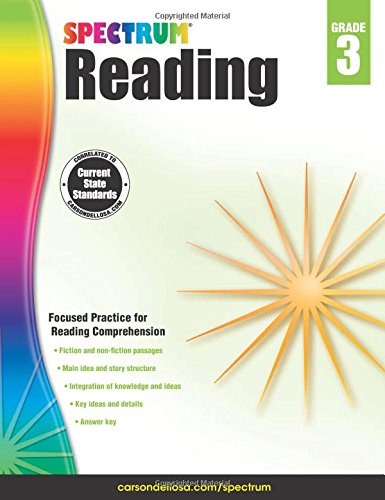 Copyrighted Material
SPECTRUM®
GRADE
3
Reading
CORRELATED TO
Current
State
Standards
CARSONDELLOSA.COM
Focused Practice for
Reading Comprehension
• Fiction and non-fiction passages
• Main idea and story structure
• Integration of knowledge and ideas
• Key ideas and details
• Answer key
carsondellosa.com/spectrum
Copyrighted Material